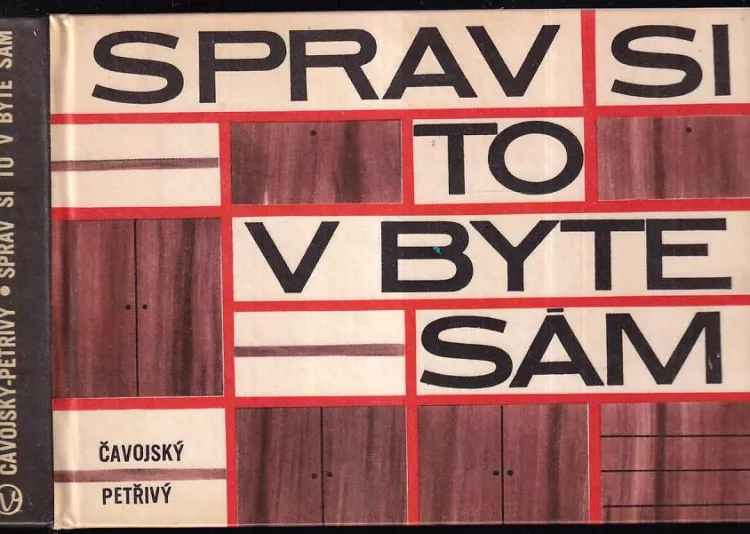 SPRAV SI
TO
V BYTE
SÁM
ČAVOJSKÝ
PETŘIVÝ
ČAVOJSKÝ-PETŘIVÝ • SPRAV SI TO V BYTE SÁM